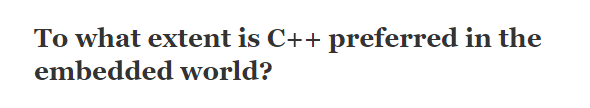 To what extent is C++ preferred in the
embedded world?